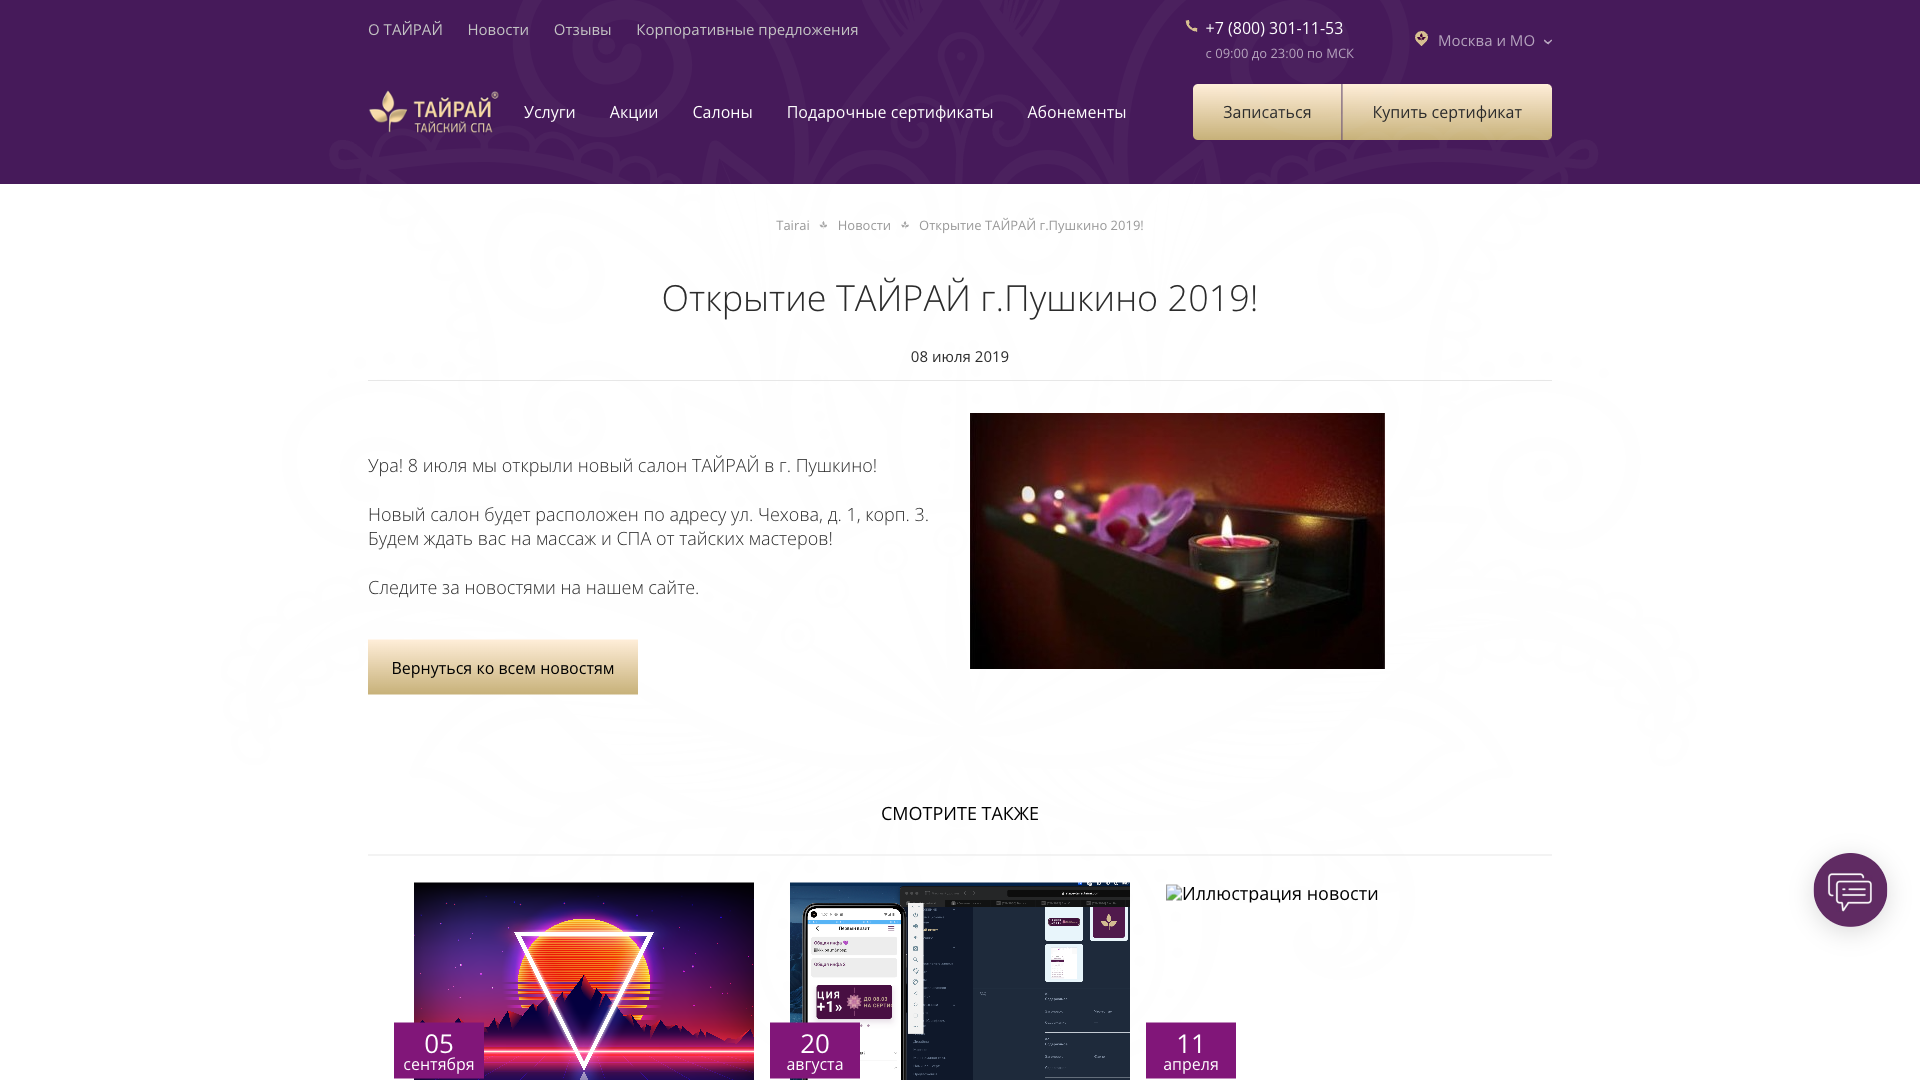 О ТАЙРАЙ Новости Отзывы Корпоративные предложения
+7 (800) 301-11-53
с 09:00 до 23:00 по МСК
Москва и МО
ТАЙРАЙ®
ТАЙСКИЙ СПА
Услуги Акции Салоны Подарочные сертификаты Абонементы
Записаться Купить сертификат
Tairai Новости Открытие ТАЙРАЙ г.Пушкино 2019!
Открытие ТАЙРАЙ г.Пушкино 2019!
08 июля 2019
Ура! 8 июля мы открыли новый салон ТАЙРАЙ в г. Пушкино!
Новый салон будет расположен по адресу ул. Чехова, д. 1, корп. 3.
Будем ждать вас на массаж и СПА от тайских мастеров!
Следите за новостями на нашем сайте.
Вернуться ко всем новостям
СМОТРИТЕ ТАКЖЕ
05
сентября
Первый визит
ЦИЯ
+1»
20
августа
Иллюстрация новости
11
апреля